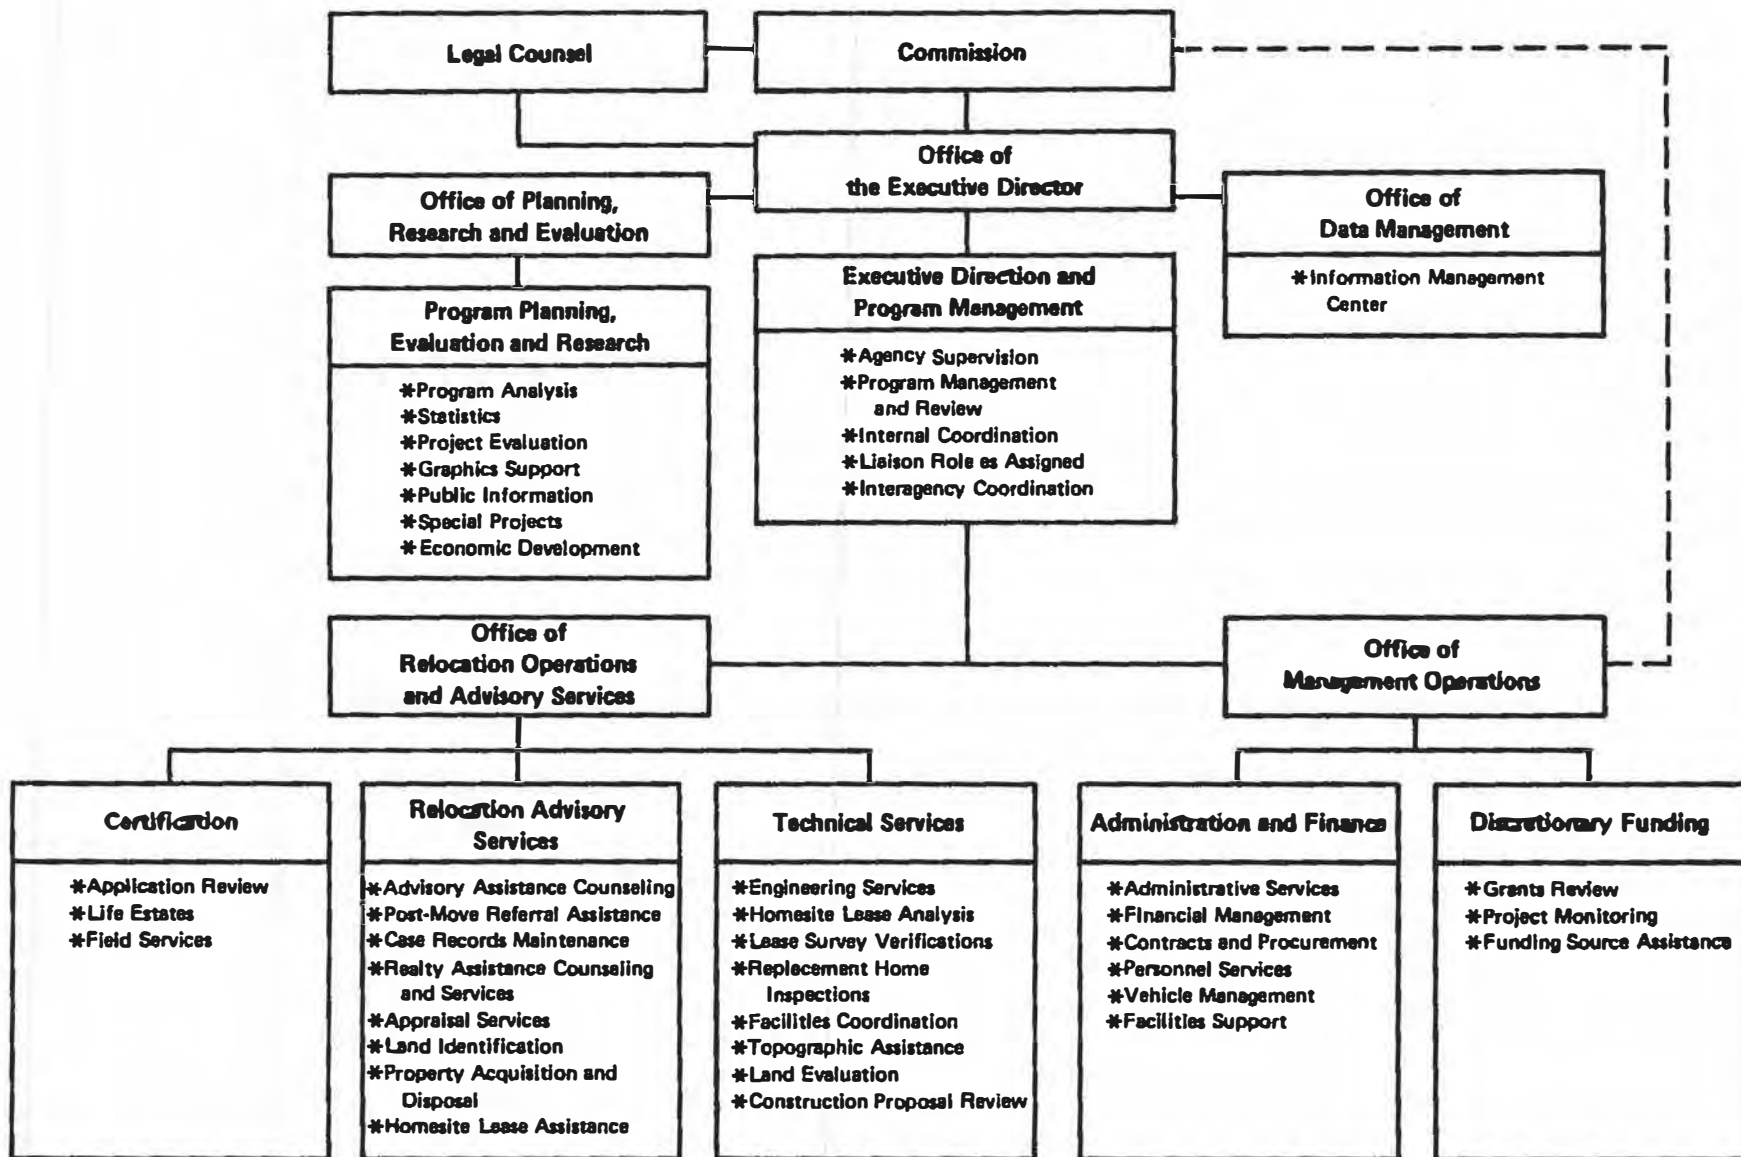 Legal Counsel
Commission
Office of
the Executive Director
Office of Planning,
Research and Evaluation
Office of
Data Management
*Information Management
Center
Executive Direction and
Program Management
*Agency Supervision
*Program Management
and Review
*Internal Coordination
*Liaison Role es Assigned
*Interagency Coordination
Program Planning,
Evaluation and Research
*Program Analysis
*Statistics
*Project Evaluation
*Graphics Support
*Public Information
*Special Projects
*Economic Development
Office of
Relocation Operations
and Advisory Services
Office of
Management Operations
Certification
*Application Review
*Life Estates
*Field Services
Relocation Advisory
Services
*Advisory Assistance Counseling
*Post-Move Referral Assistance
*Case Records Maintenance
*Realty Assistance Counseling
and Services
*Appraisal Services
*Land Identification
*Property Acquisition and
Disposal
*Homesite Lease Assistance
Technical Services
*Engineering Services
*Homesite Lease Analysis
*Lease Survey Verifications
*Replacement Home
Inspections
*Facilities Coordination
*Topographic Assistance
*Land Evaluation
*Construction Proposal Review
Administration and Finance
*Administrative Services
*Financial Management
*Contracts and Procurement
*Personnel Services
*Vehicle Management
*Facilities Support
Discretionary Funding
*Grants Review
*Project Monitoring
*Funding Source Assistance